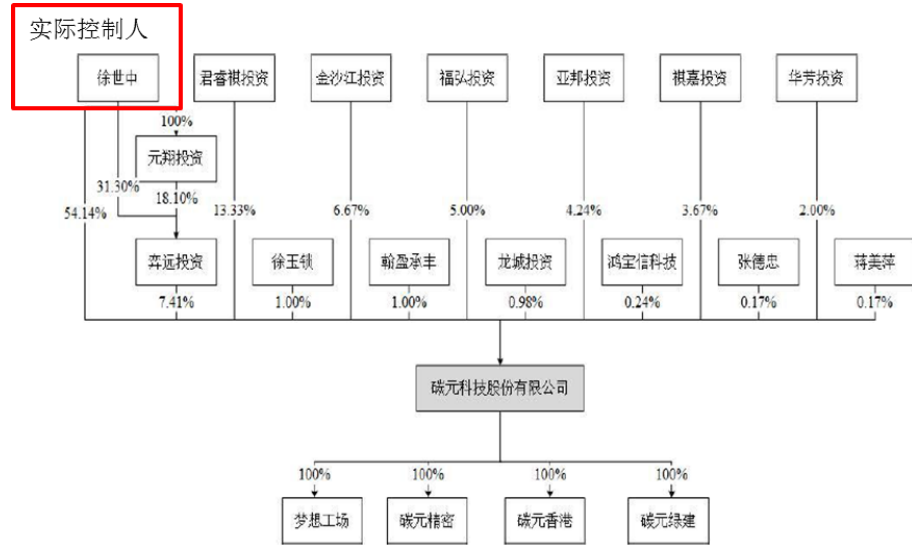 实际控制人
徐世中 君睿祺投资 金沙江投资 福弘投资 亚邦投资 祺嘉投资 华芳投资
100%
元翔投资
31.30%
18.10%
54.14% 13.33% 6.67% 5.00% 4.24% 3.67% 2.00%
弈远投资 徐玉锁 翰盈承丰 龙城投资 鸿宝信科技 张德忠 蒋美萍
7.41% 1.00% 1.00% 0.98% 0.24% 0.17% 0.17%
碳元科技股份有限公司
100% 100% 100% 100%
梦想工场 碳元精密 碳元香港 碳元绿建